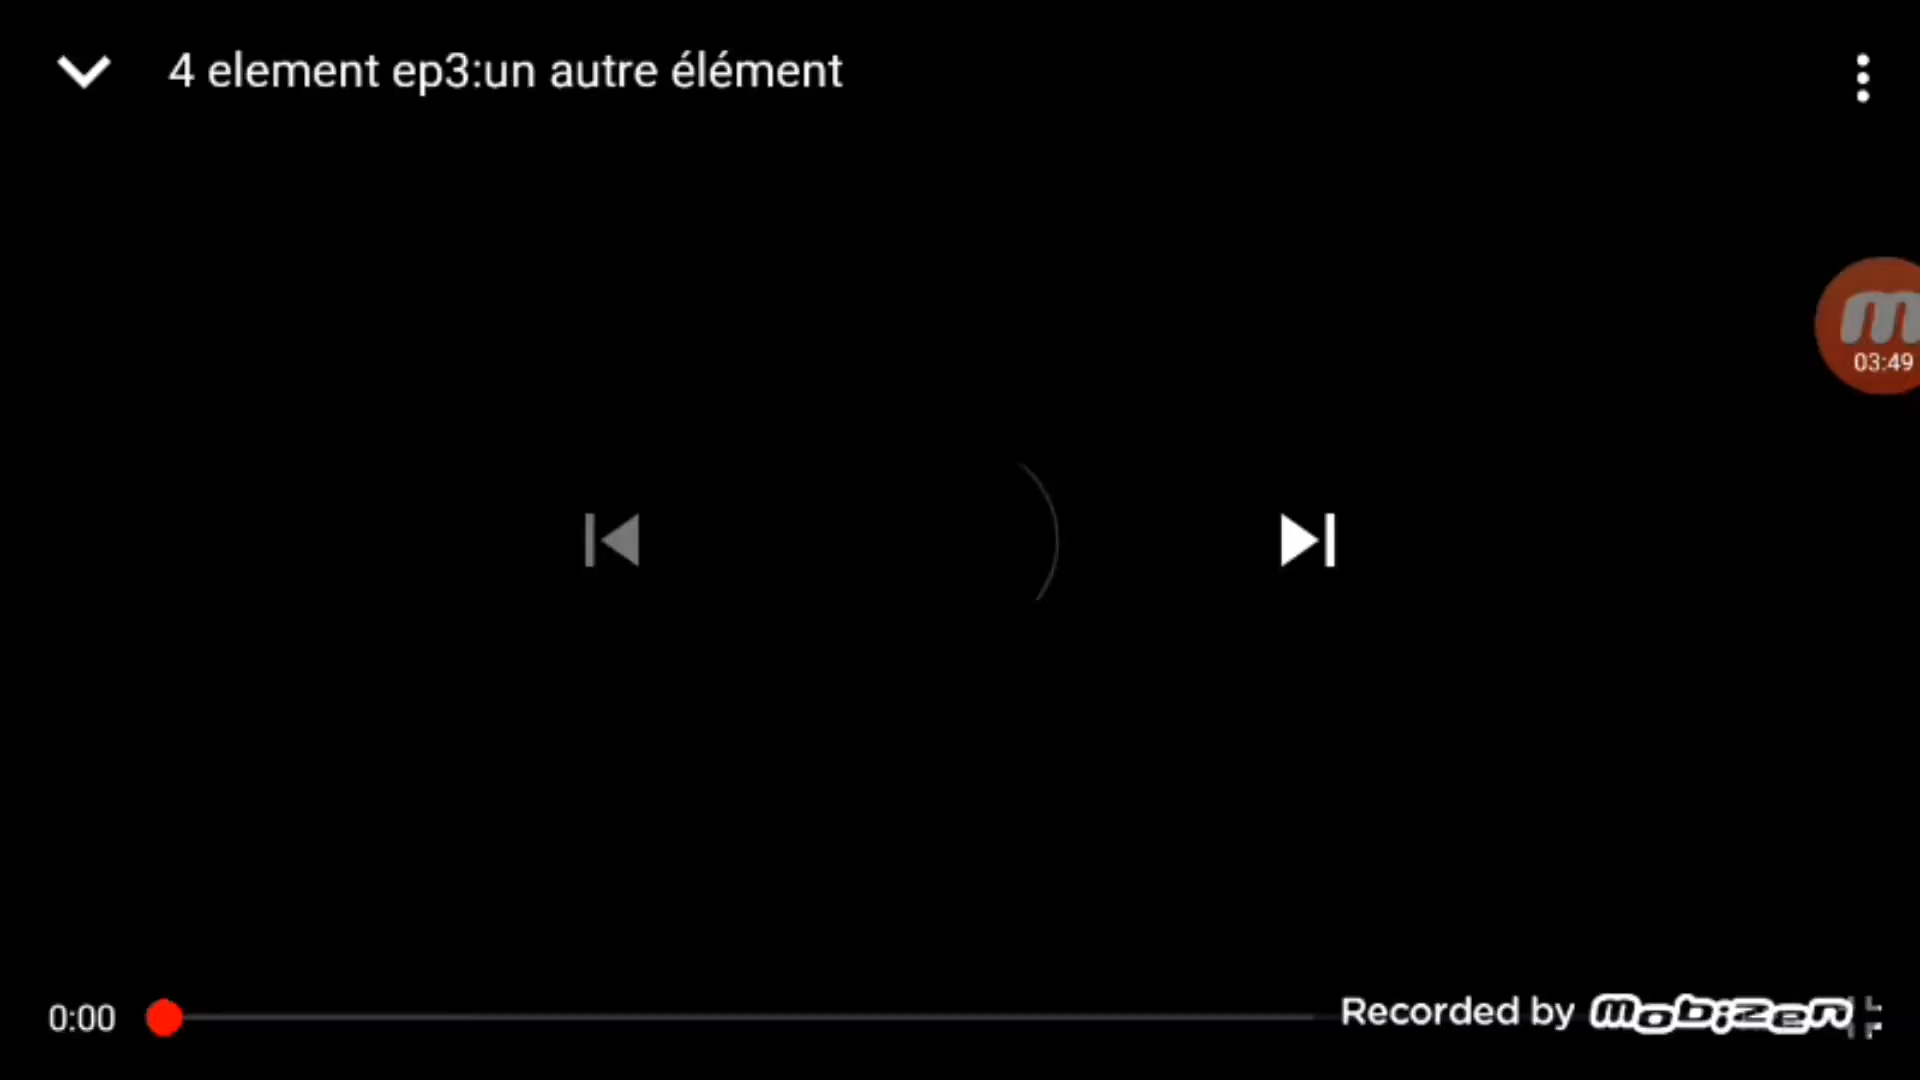 4 element ep3:un autre élément
m
03:49
0:00
Recorded by mobizen